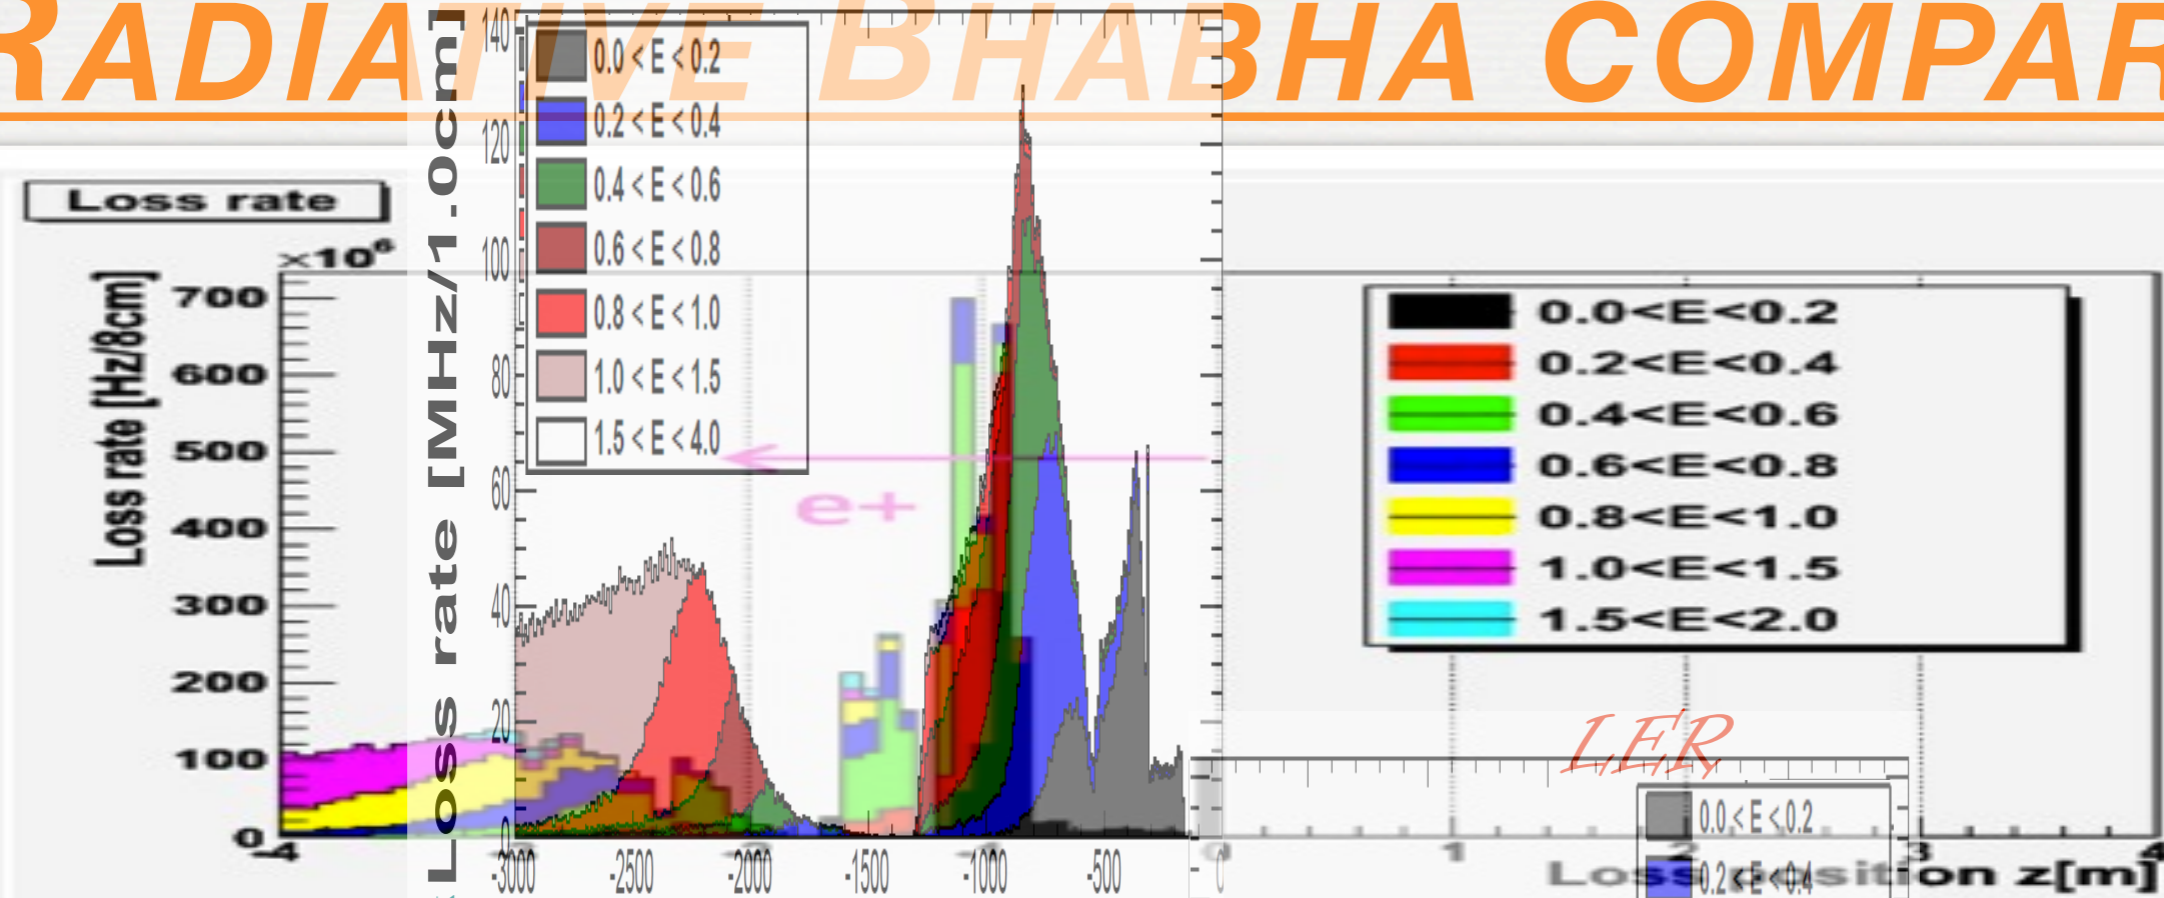 RADIATIVE BHABHA COMPAR
Loss rate
×10⁶
Loss rate [Hz/8cm]
700
600
500
400
300
200
100
0
-4
Loss rate [MHz/1.0cm]
140
120
100
80
60
40
20
0
0.0 < E < 0.2
0.2 < E < 0.4
0.4 < E < 0.6
0.6 < E < 0.8
0.8 < E < 1.0
1.0 < E < 1.5
1.5 < E < 4.0
e+
-3000 -2500 -2000 -1500 -1000 -500 0
0.0<E<0.2
0.2<E<0.4
0.4<E<0.6
0.6<E<0.8
0.8<E<1.0
1.0<E<1.5
1.5<E<2.0
LER
0.0 < E < 0.2
0.2 < E < 0.4
1 2 3 4
Loss position z[m]